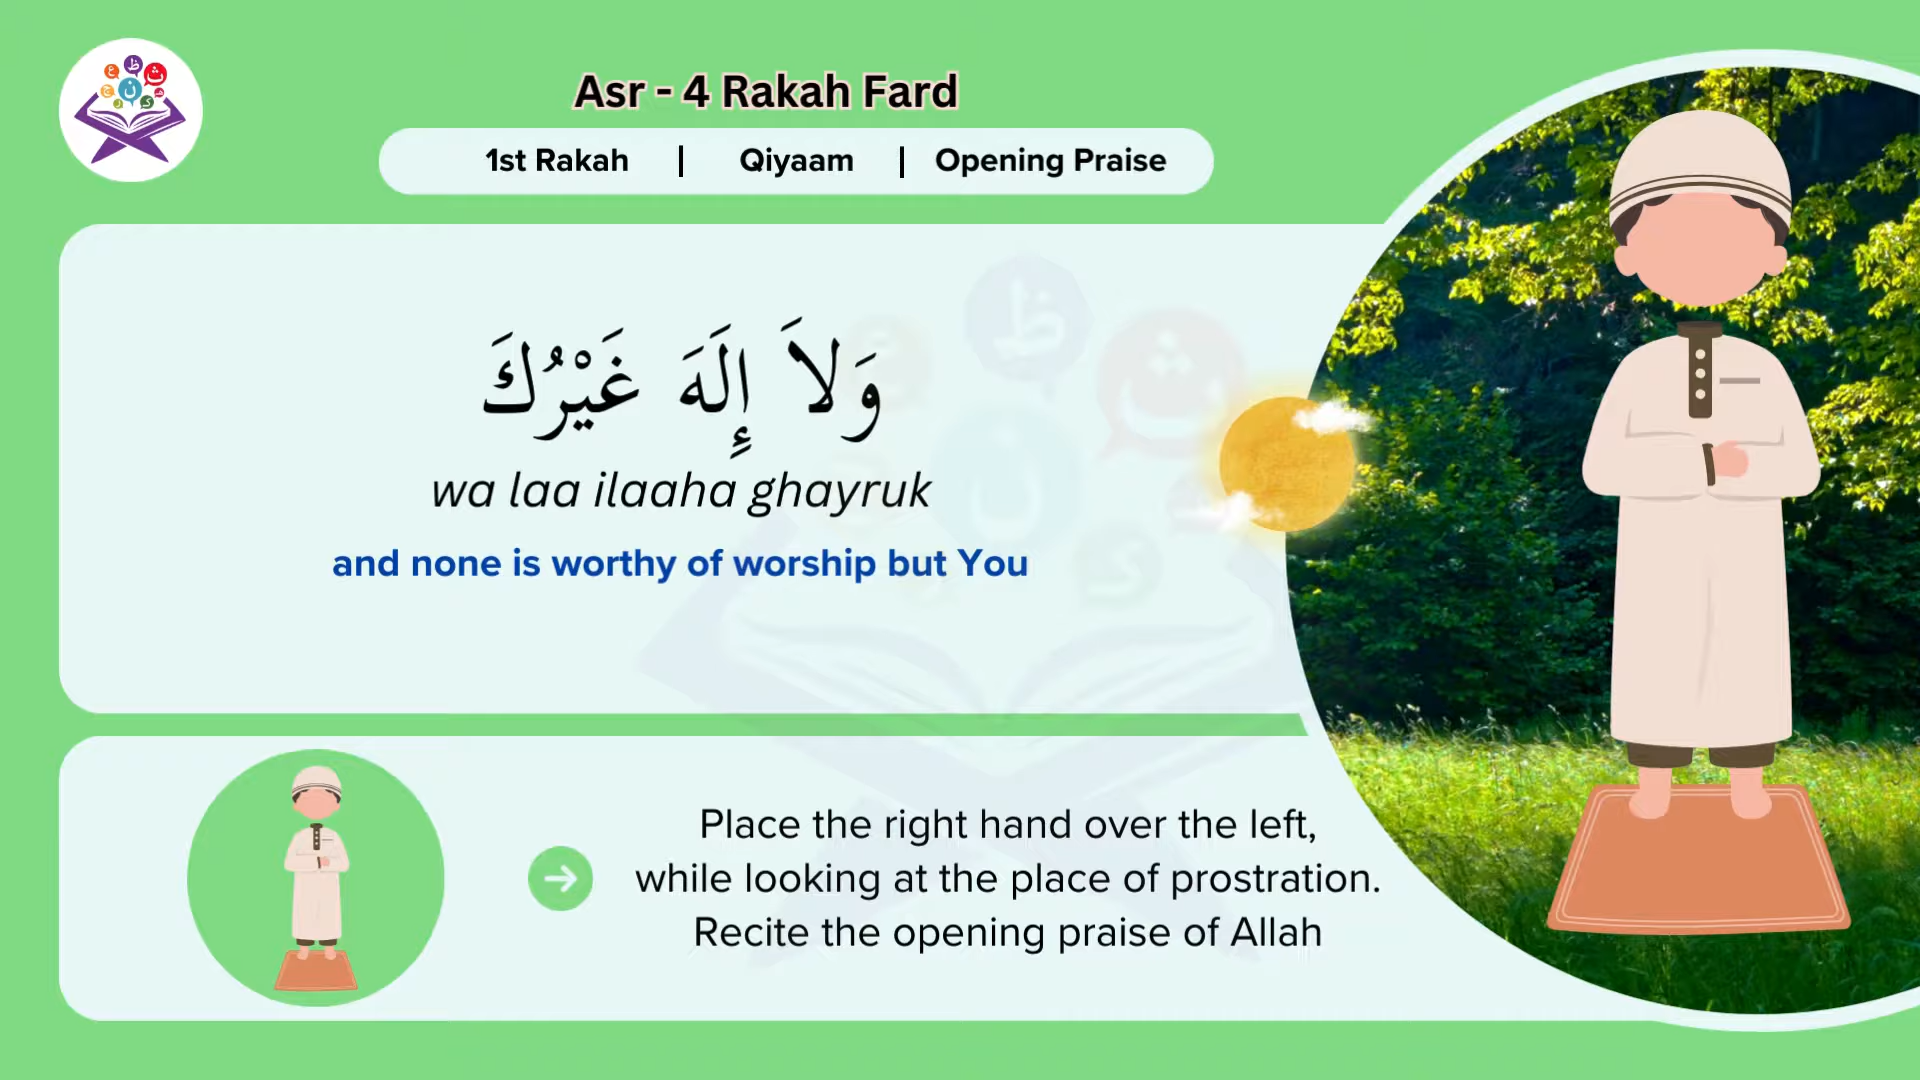 Asr - 4 Rakah Fard
1st Rakah | Qiyaam | Opening Praise
وَلاَ إِلَهَ غَيْرُكَ
wa laa ilaaha ghayruk
and none is worthy of worship but You
Place the right hand over the left,
while looking at the place of prostration.
Recite the opening praise of Allah